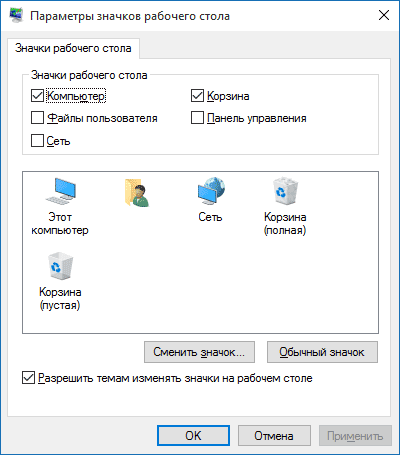 Параметры значков рабочего стола
Значки рабочего стола
Значки рабочего стола
Компьютер
Корзина
Файлы пользователя
Панель управления
Сеть
Этот компьютер
Сеть
Корзина (полная)
Корзина (пустая)
Сменить значок...
Обычный значок
Разрешить темам изменять значки на рабочем столе
OK
Отмена
Применить